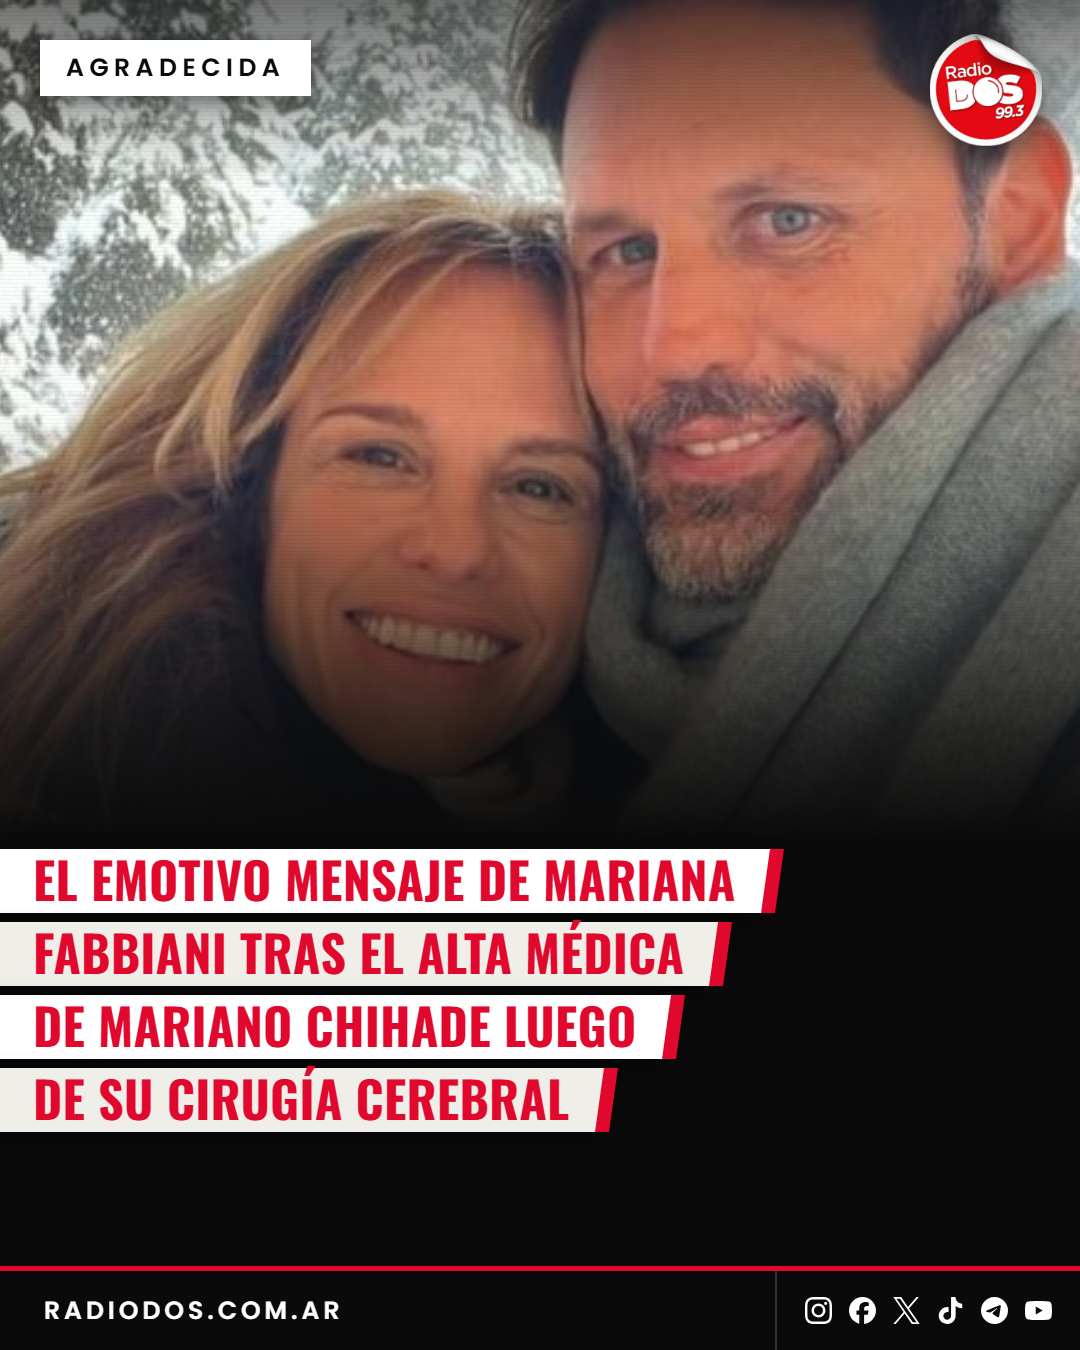 AGRADECIDA
Radio
DOS
99.3
EL EMOTIVO MENSAJE DE MARIANA
FABBIANI TRAS EL ALTA MÉDICA
DE MARIANO CHIHADE LUEGO
DE SU CIRUGÍA CEREBRAL
RADIODOS.COM.AR